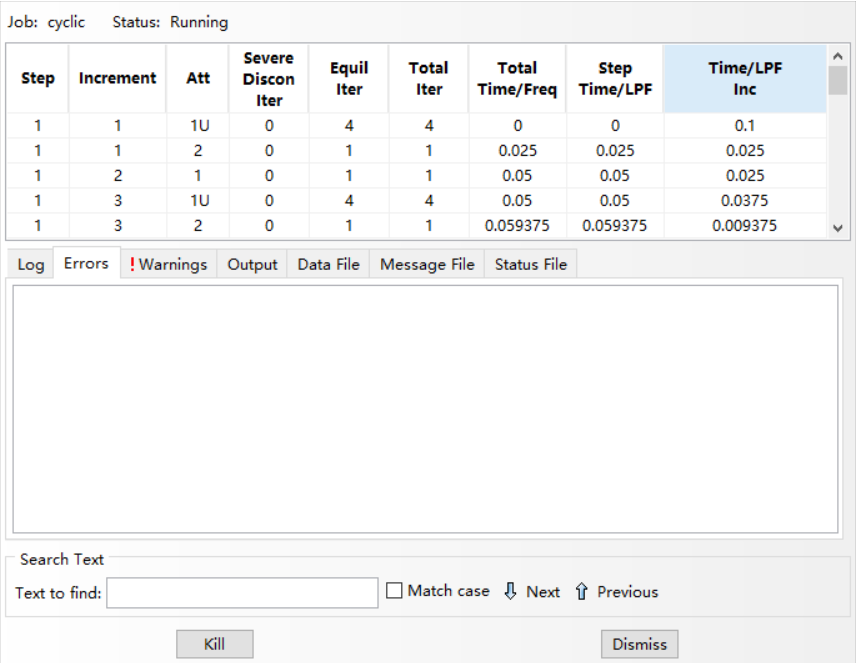 Job: cyclic Status: Running
Step Increment Att Severe Discon Iter Equil Iter Total Iter Total Time/Freq Step Time/LPF Time/LPF Inc
1 1 1U 0 4 4 0 0 0.1
1 1 2 0 1 1 0.025 0.025 0.025
1 2 1 0 1 1 0.05 0.05 0.025
1 3 1U 0 4 4 0.05 0.05 0.0375
1 3 2 0 1 1 0.059375 0.059375 0.009375
Log Errors ! Warnings Output Data File Message File Status File
Search Text
Text to find: Match case Next Previous
Kill Dismiss